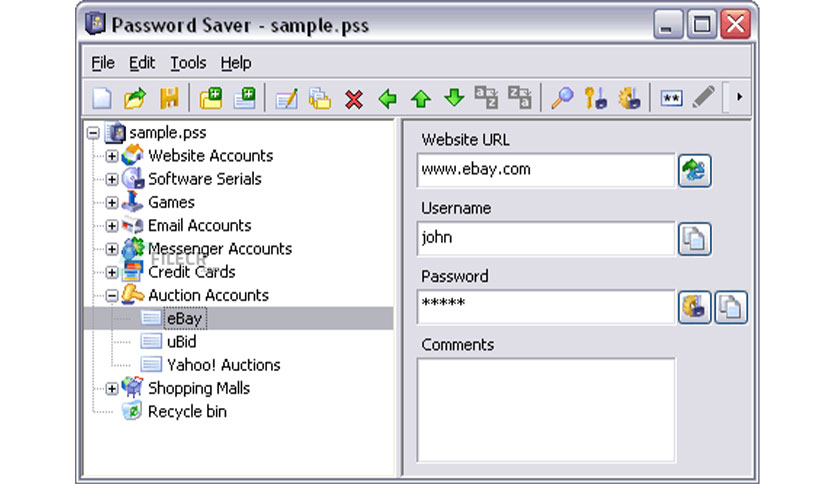 Password Saver - sample.pss
File Edit Tools Help
sample.pss
Website Accounts
Software Serials
Games
Email Accounts
Messenger Accounts
FILECR
Credit Cards
Auction Accounts
eBay
uBid
Yahoo! Auctions
Shopping Malls
Recycle bin
Website URL
www.ebay.com
Username
john
Password
*****
Comments